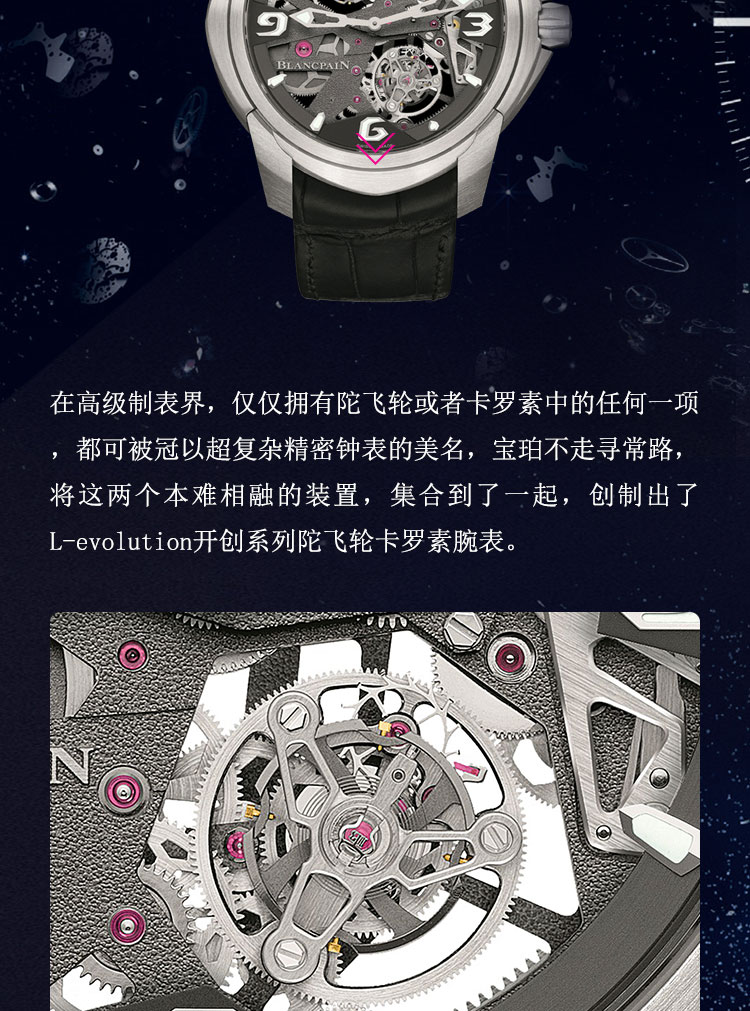 9 3
BLANCPAIN
6
在高级制表界，仅仅拥有陀飞轮或者卡罗素中的任何一项
，都可被冠以超复杂精密钟表的美名，宝珀不走寻常路，
将这两个本难相融的装置，集合到了一起，创制出了
L-evolution开创系列陀飞轮卡罗素腕表。
N